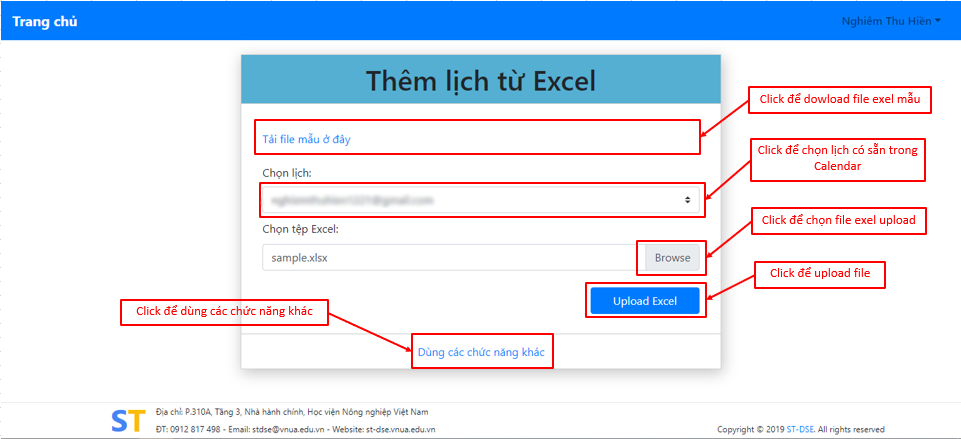 Trang chủ
Nghiêm Thu Hiền
Thêm lịch từ Excel
Click để dowload file exel mẫu
Tải file mẫu ở đây
Click để chọn lịch có sẵn trong
Calendar
Chọn lịch:
Click để chọn file exel upload
Chọn tệp Excel:
sample.xlsx
Browse
Click để upload file
Upload Excel
Click để dùng các chức năng khác
Dùng các chức năng khác
ST
Địa chỉ: P.310A, Tầng 3, Nhà hành chính, Học viện Nông nghiệp Việt Nam
ĐT: 0912 817 498 - Email: stdse@vnua.edu.vn - Website: st-dse.vnua.edu.vn
Copyright © 2019 ST-DSE. All rights reserved